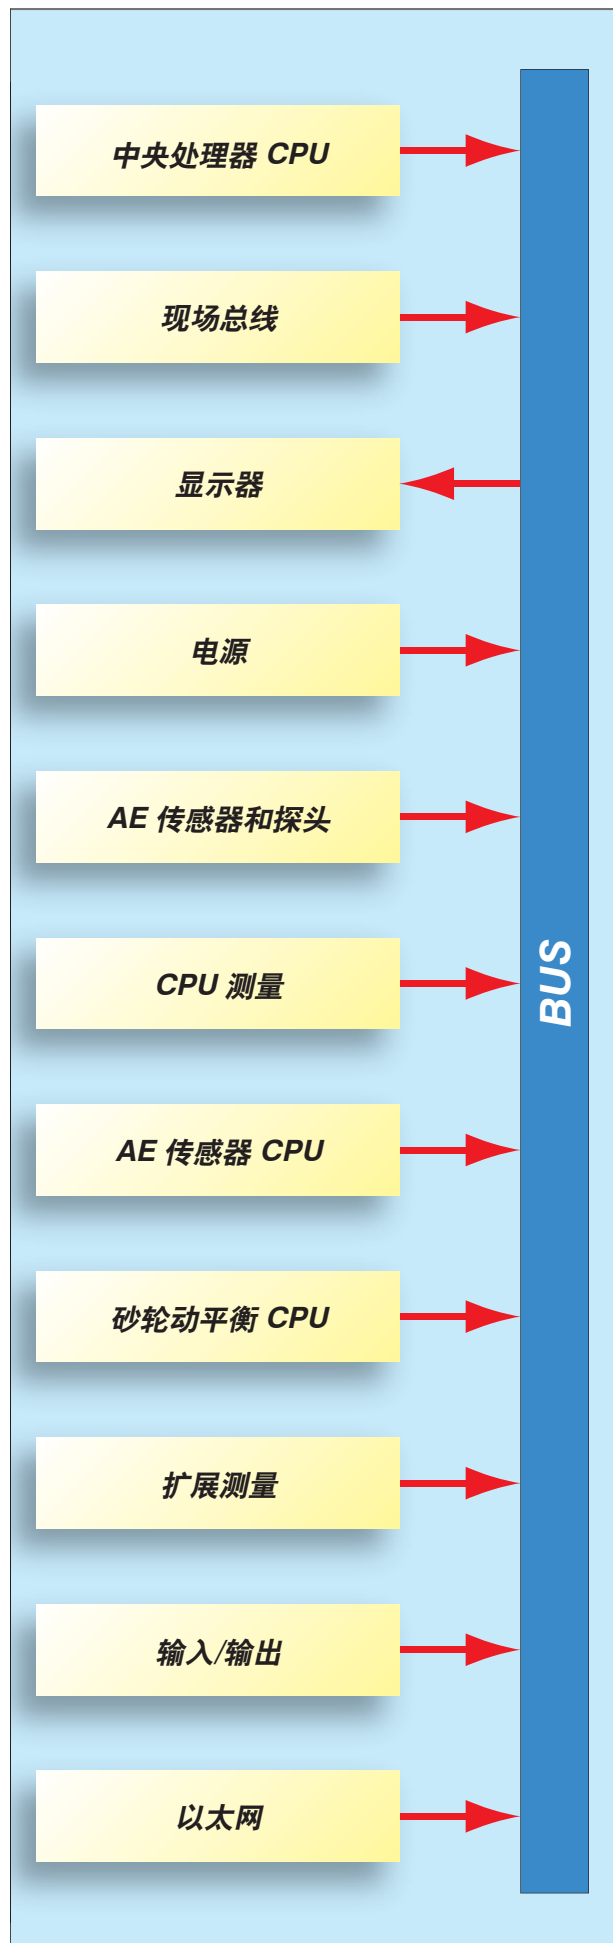 中央处理器 CPU
现场总线
显示器
电源
AE 传感器和探头
CPU 测量
BUS
AE 传感器 CPU
砂轮动平衡 CPU
扩展测量
输入/输出
以太网